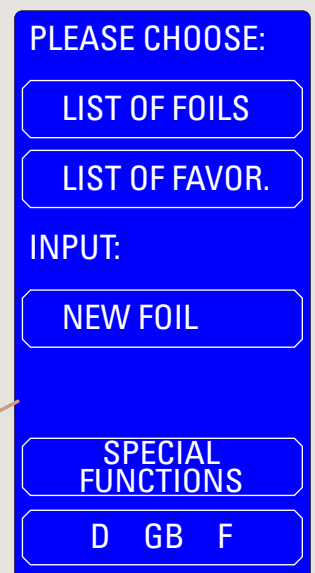 PLEASE CHOOSE:
LIST OF FOILS
LIST OF FAVOR.
INPUT:
NEW FOIL
SPECIAL
FUNCTIONS
D GB F